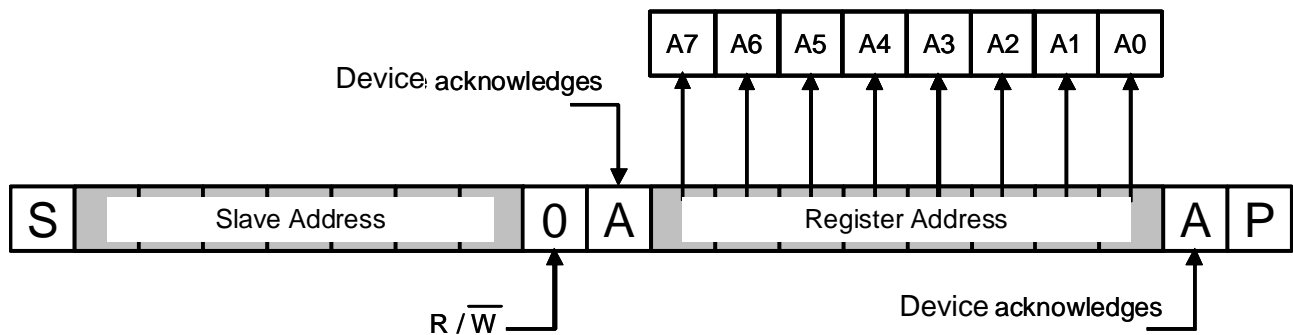 A7 A6 A5 A4 A3 A2 A1 A0
Device acknowledges
S Slave Address 0 A Register Address A P
R / W
Device acknowledges